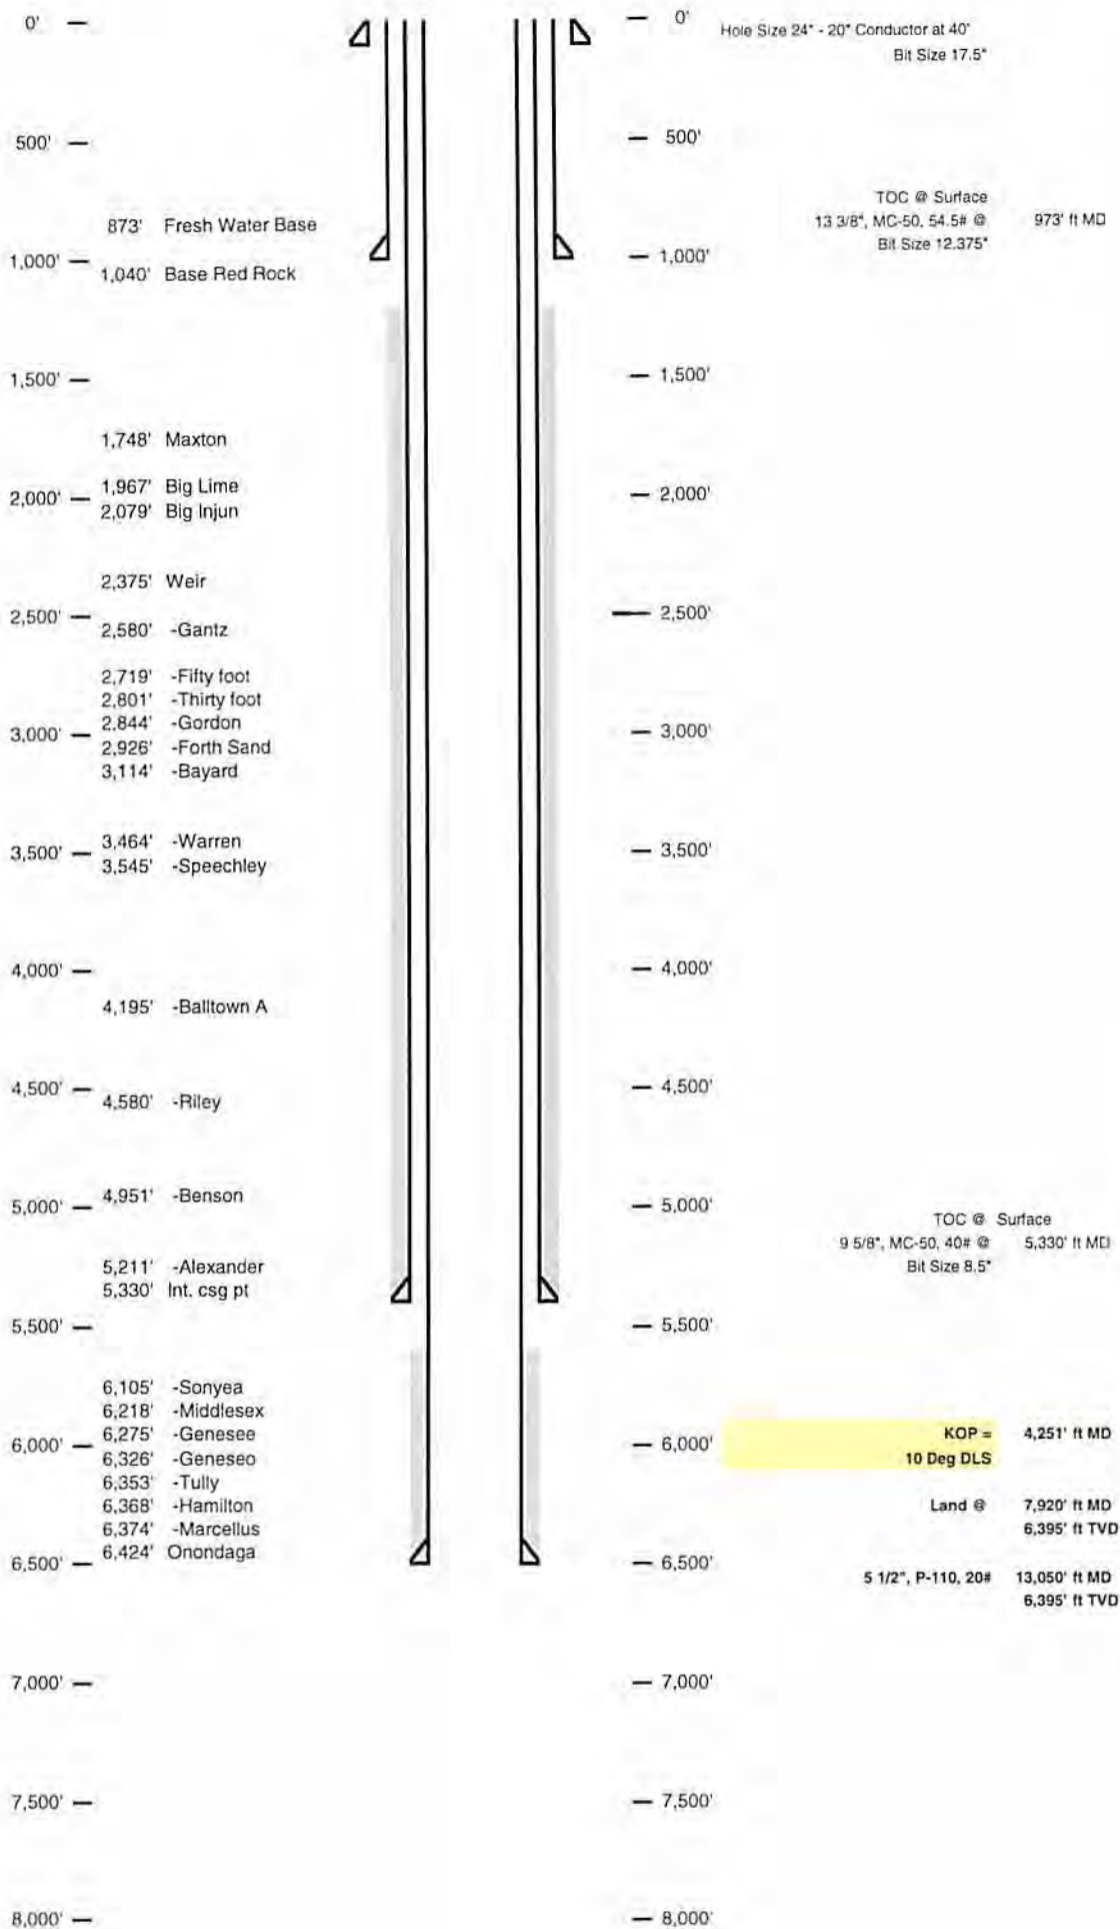 0'
0'
Hole Size 24" - 20" Conductor at 40'
Bit Size 17.5"
500'
500'
TOC @ Surface
873' Fresh Water Base
13 3/8", MC-50, 54.5# @ 973' ft MD
Bit Size 12.375"
1,000'
1,000'
1,040' Base Red Rock
1,500'
1,500'
1,748' Maxton
1,967' Big Lime
2,000'
2,000'
2,079' Big Injun
2,375' Weir
2,500'
2,500'
2,580' -Gantz
2,719' -Fifty foot
2,801' -Thirty foot
2,844' -Gordon
3,000'
3,000'
2,926' -Forth Sand
3,114' -Bayard
3,464' -Warren
3,500'
3,500'
3,545' -Speechley
4,000'
4,000'
4,195' -Balltown A
4,500'
4,500'
4,580' -Riley
4,951' -Benson
5,000'
5,000'
TOC @ Surface
9 5/8", MC-50, 40# @ 5,330' ft MD
Bit Size 8.5"
5,211' -Alexander
5,330' Int. csg pt
5,500'
5,500'
6,105' -Sonyea
6,218' -Middlesex
6,275' -Genesee
KOP = 4,251' ft MD
6,000'
6,000'
6,326' -Geneseo
10 Deg DLS
6,353' -Tully
6,368' -Hamilton
Land @ 7,920' ft MD
6,374' -Marcellus
6,395' ft TVD
6,424' Onondaga
6,500'
6,500'
5 1/2", P-110, 20# 13,050' ft MD
6,395' ft TVD
7,000'
7,000'
7,500'
7,500'
8,000'
8,000'